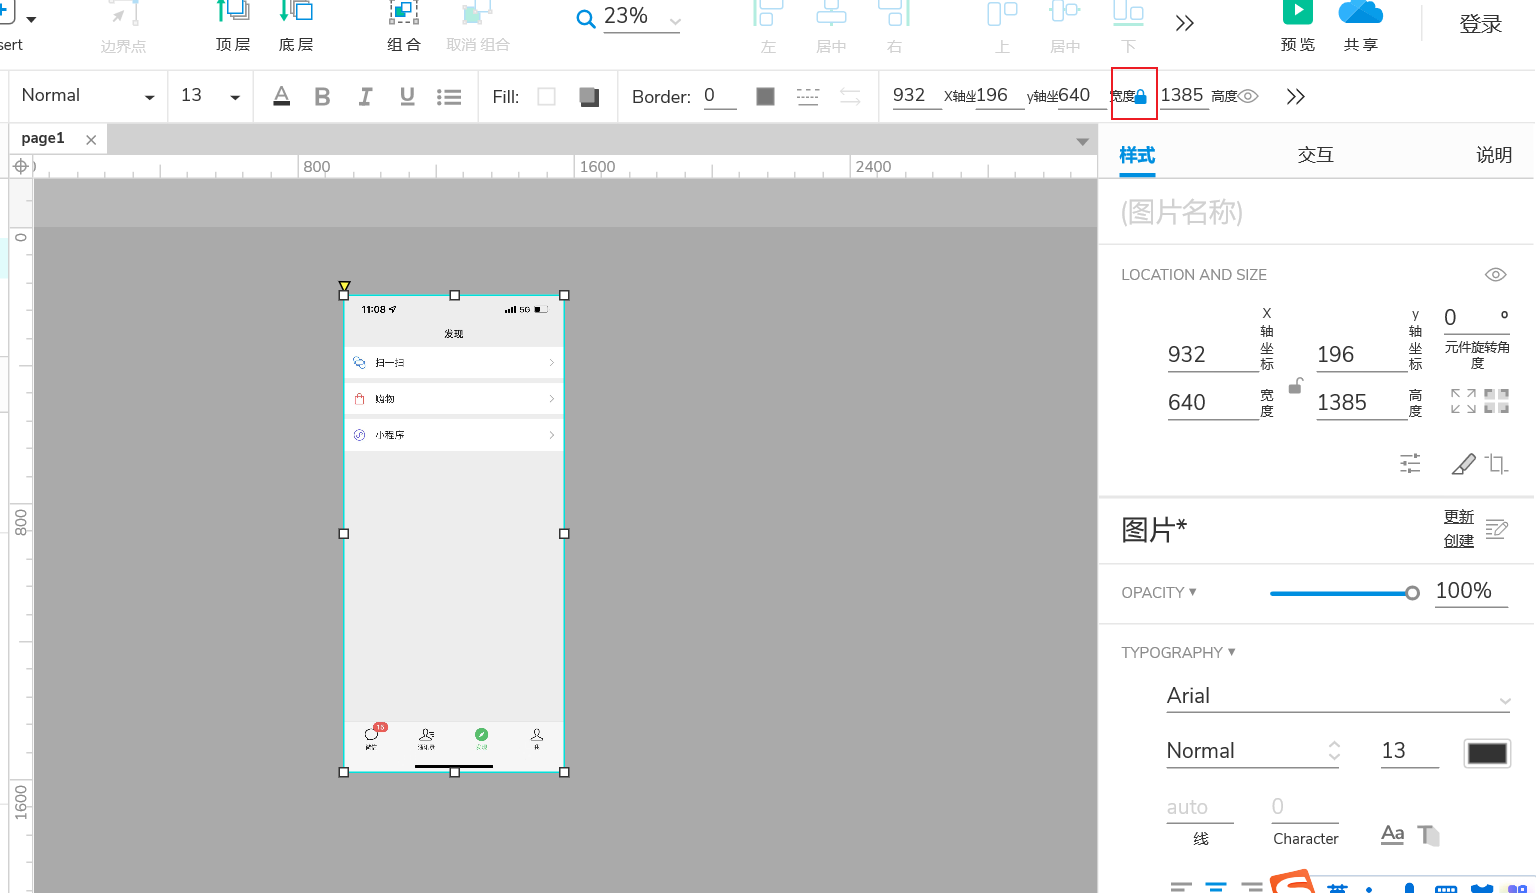 sert 边界点 顶层 底层 组合 取消组合 23% 左 居中 右 上 居中 下 预览 共享 登录
Normal 13 A B I U Fill: Border: 0 932 X轴坐 196 y轴坐 640 宽度 1385 高度
page1
样式 交互 说明
800 1600 2400
(图片名称)
0
LOCATION AND SIZE
11:08 5G
发现
扫一扫
购物
小程序
932 X轴坐标 196 y轴坐标 0 °
元件旋转角度
640 宽度 1385 高度
800
图片* 更新
创建
OPACITY 100%
TYPOGRAPHY
Arial
13
我
Normal 13
1600
auto 0
线 Character Aa T
S 英